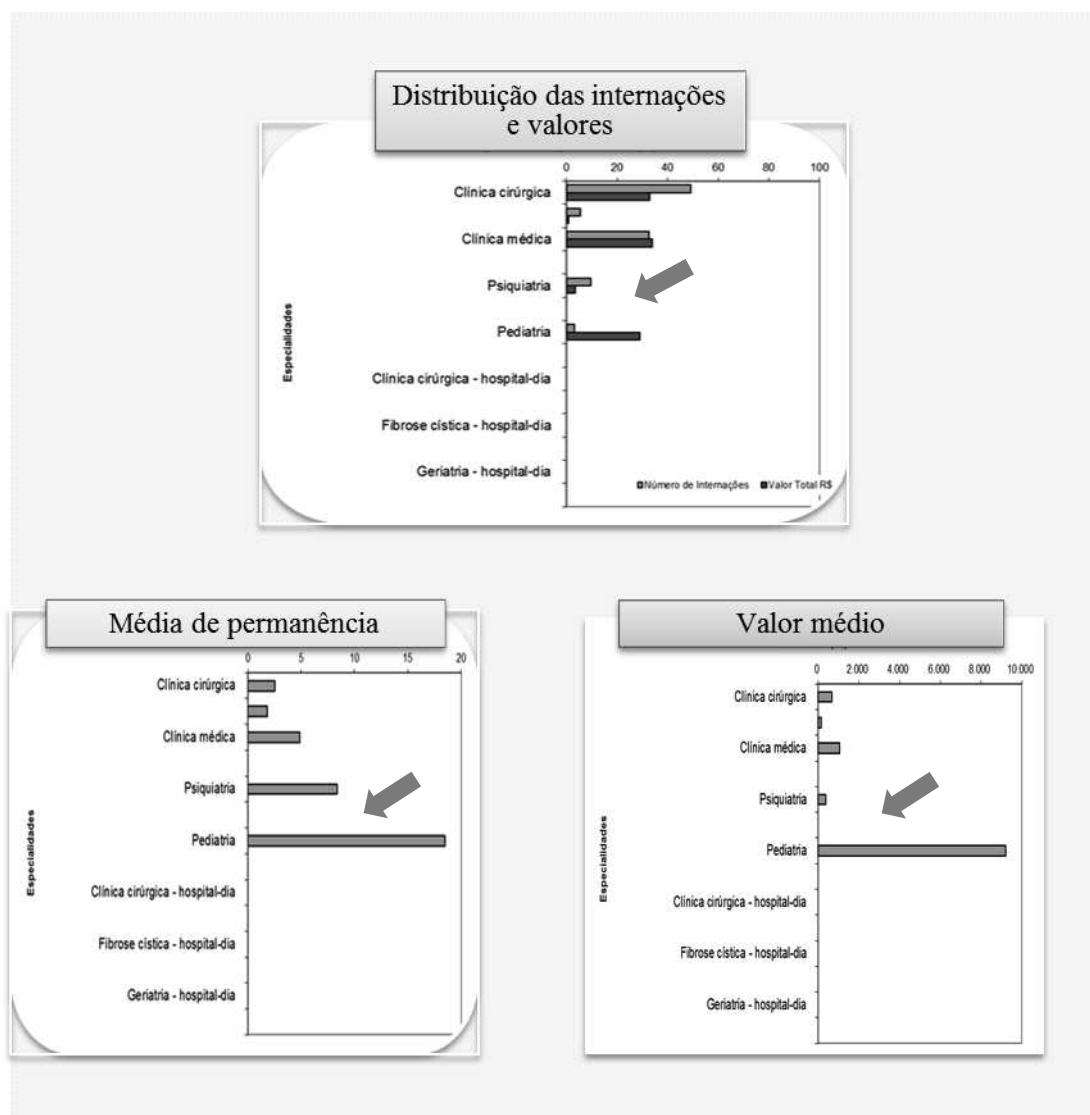 Distribuição das internações
e valores
0 20 40 60 80 100
Clínica cirúrgica
Clínica médica
Psiquiatria
Pediatria
Clínica cirúrgica - hospital-dia
Fibrose cística - hospital-dia
Geriatria - hospital-dia
Especialidades
Número de Internações Valor Total R$
Média de permanência
0 5 10 15 20
Clínica cirúrgica
Clínica médica
Psiquiatria
Pediatria
Clínica cirúrgica - hospital-dia
Fibrose cística - hospital-dia
Geriatria - hospital-dia
Especialidades
Valor médio
0 2.000 4.000 6.000 8.000 10.000
Clínica cirúrgica
Clínica médica
Psiquiatria
Pediatria
Clínica cirúrgica - hospital-dia
Fibrose cística - hospital-dia
Geriatria - hospital-dia
Especialidades